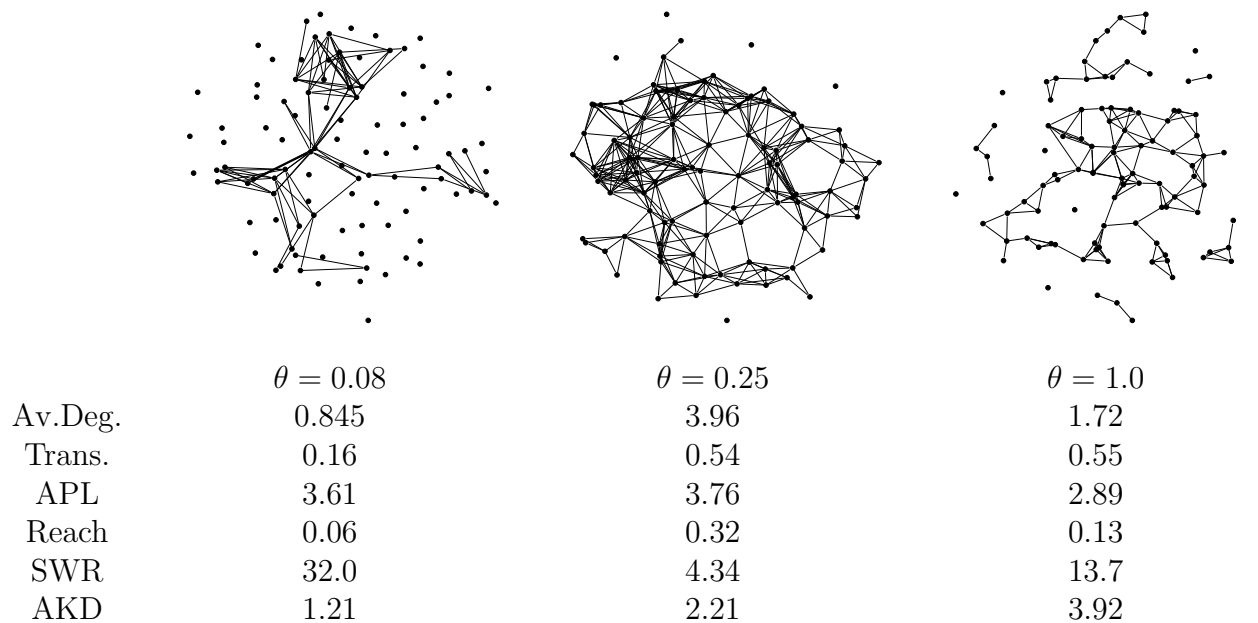 θ = 0.08 θ = 0.25 θ = 1.0
Av.Deg. 0.845 3.96 1.72
Trans. 0.16 0.54 0.55
APL 3.61 3.76 2.89
Reach 0.06 0.32 0.13
SWR 32.0 4.34 13.7
AKD 1.21 2.21 3.92